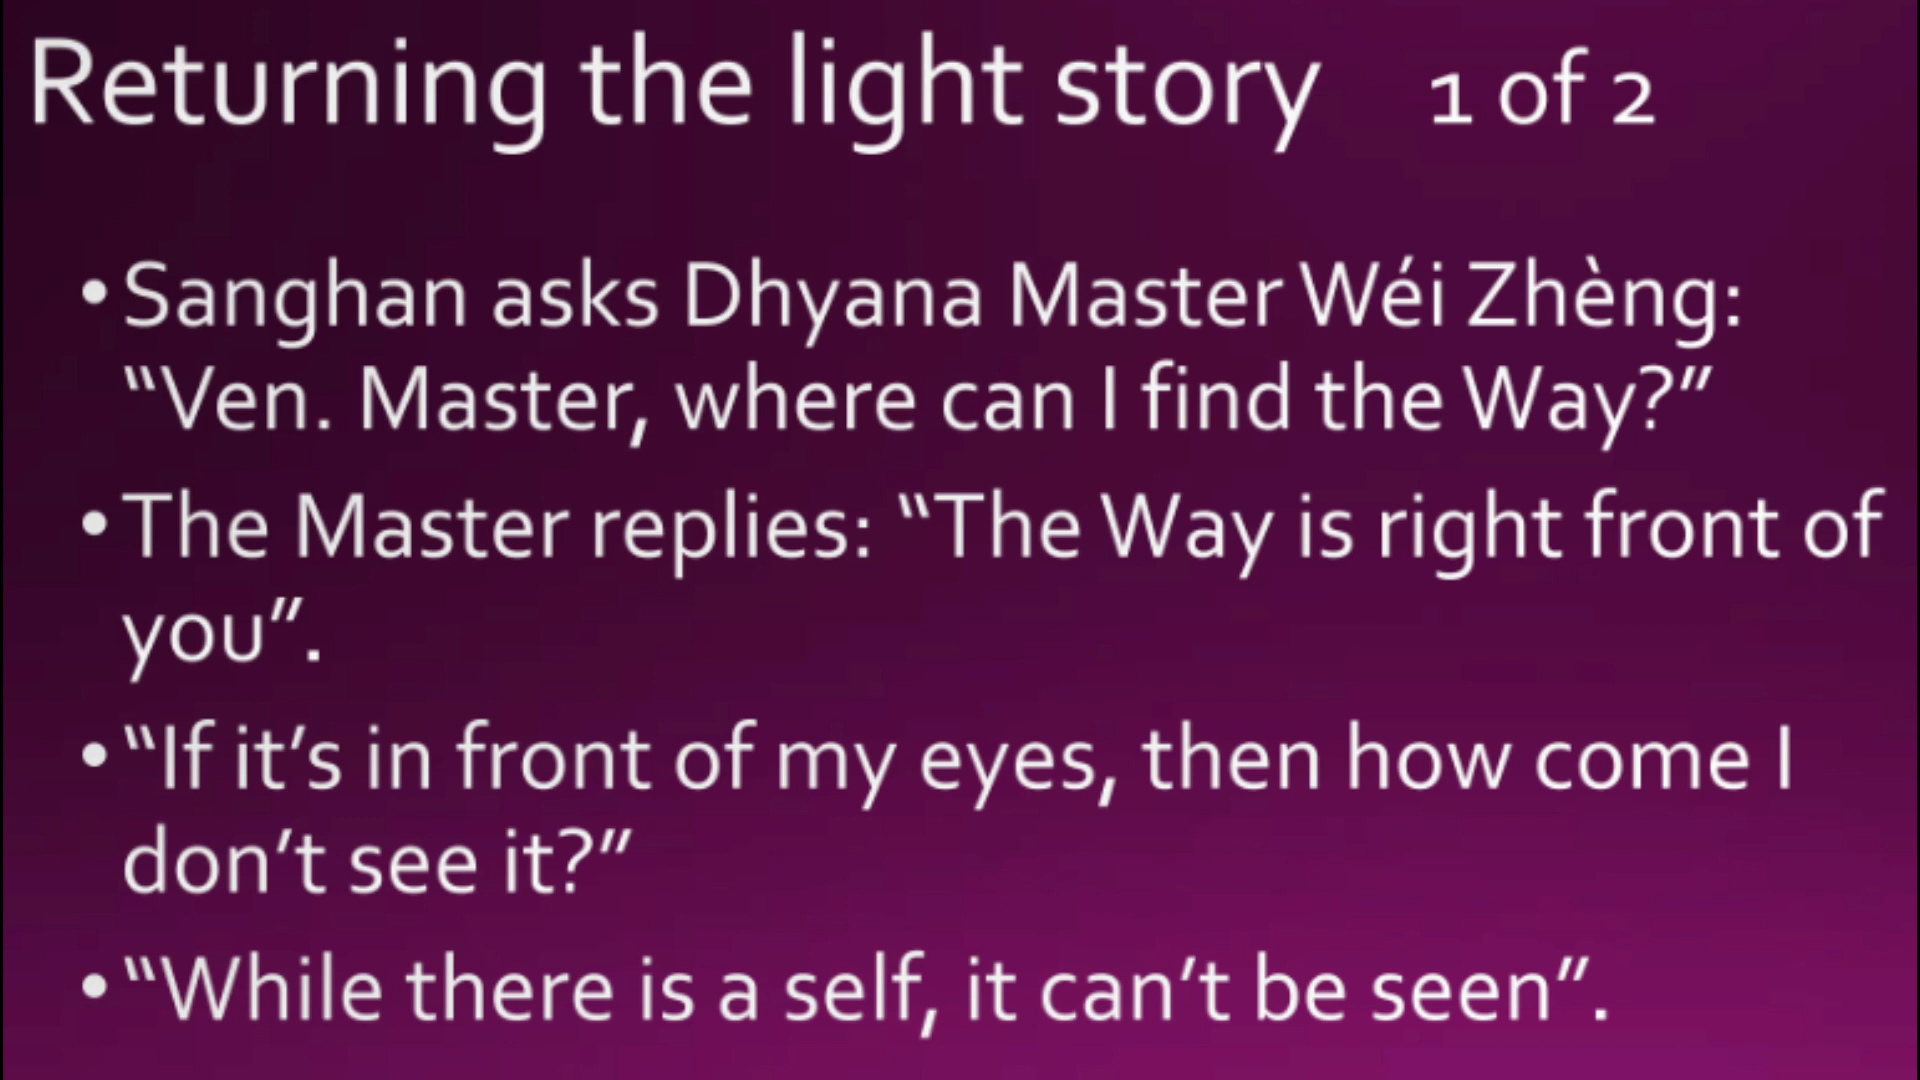 Returning the light story 1 of 2
•Sanghan asks Dhyana Master Wéi Zhèng:
“Ven. Master, where can I find the Way?”
•The Master replies: “The Way is right front of
you”.
•“If it’s in front of my eyes, then how come I
don’t see it?”
•“While there is a self, it can’t be seen”.